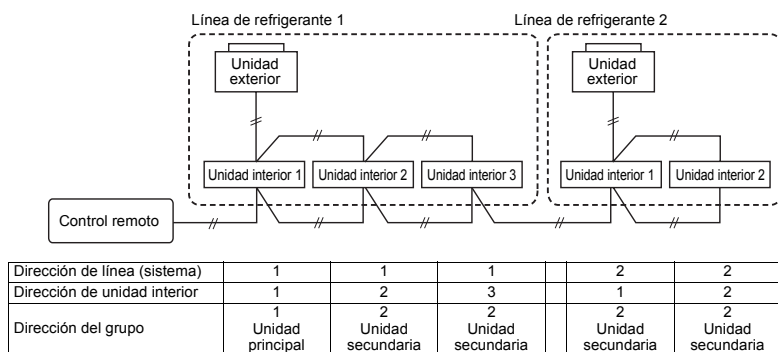 Línea de refrigerante 1
Línea de refrigerante 2
Unidad
exterior
Unidad
exterior
Unidad interior 1
Unidad interior 2
Unidad interior 3
Unidad interior 1
Unidad interior 2
Control remoto
Dirección de línea (sistema) 1 1 1 2 2
Dirección de unidad interior 1 2 3 1 2
Dirección del grupo
1 2 2 2 2
Unidad Unidad Unidad Unidad Unidad
principal secundaria secundaria secundaria secundaria